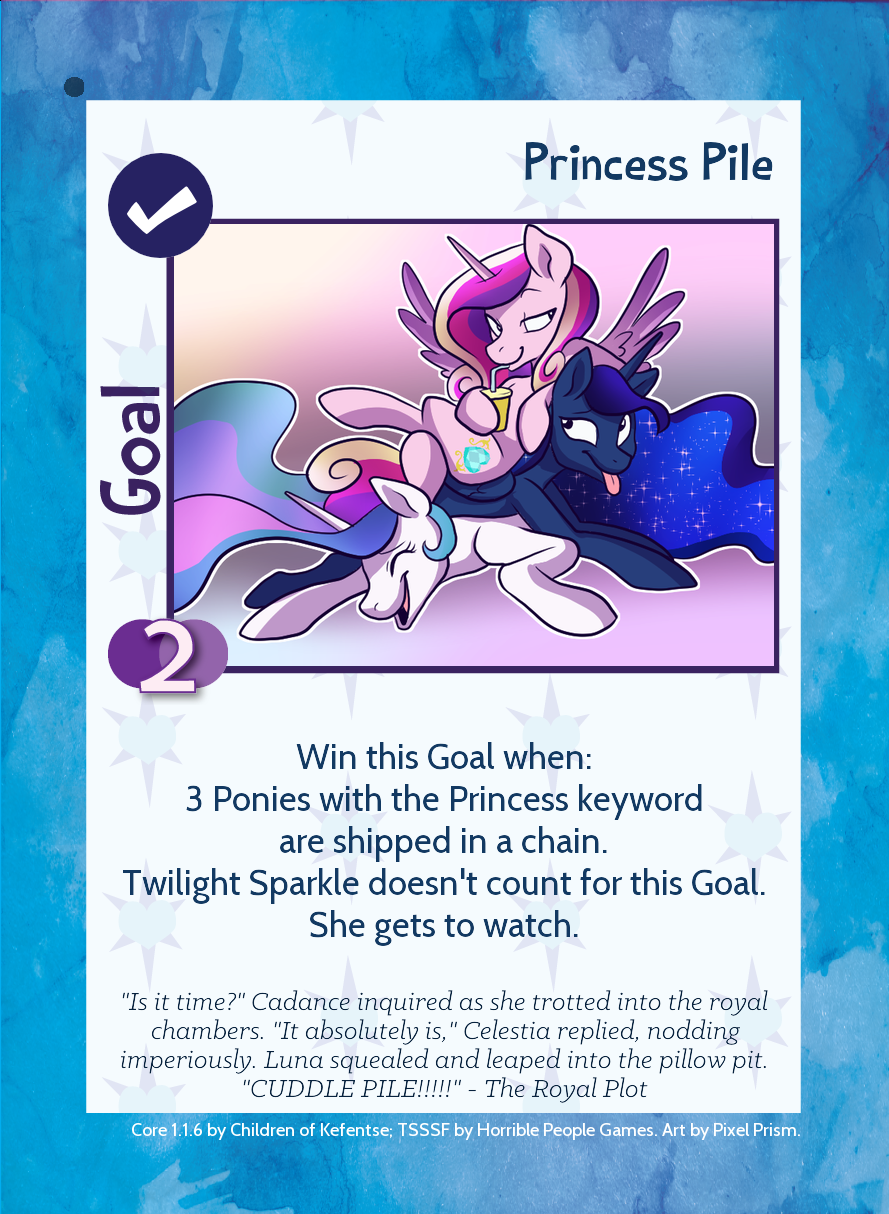 Princess Pile
Goal
2
Win this Goal when:
3 Ponies with the Princess keyword
are shipped in a chain.
Twilight Sparkle doesn't count for this Goal.
She gets to watch.
"Is it time?" Cadance inquired as she trotted into the royal
chambers. "It absolutely is," Celestia replied, nodding
imperiously. Luna squealed and leaped into the pillow pit.
"CUDDLE PILE!!!!!" - The Royal Plot
Core 1.1.6 by Children of Kefentse; TSSSF by Horrible People Games. Art by Pixel Prism.